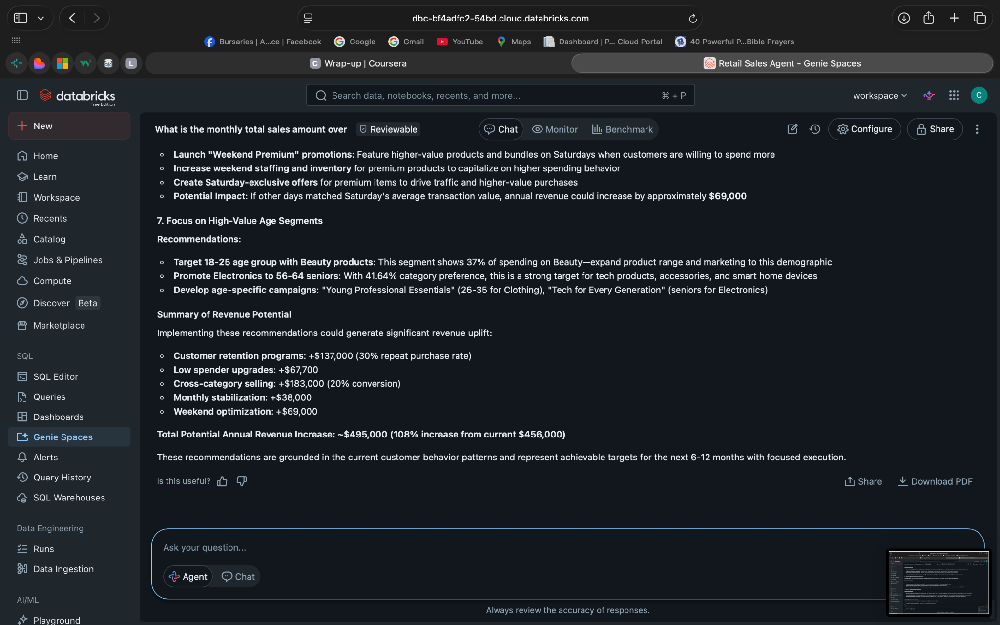 dbc-bf4adfc2-54bd.cloud.databricks.com
Bursaries | A...ce | Facebook
Google
Gmail
YouTube
Maps
Dashboard | P... Cloud Portal
40 Powerful P...Bible Prayers
L
C Wrap-up | Coursera
Retail Sales Agent - Genie Spaces
databricks
Free Edition
Search data, notebooks, recents, and more...
⌘ + P
workspace
C
New
Home
Learn
Workspace
Recents
Catalog
Jobs & Pipelines
Compute
Discover Beta
Marketplace
SQL
SQL Editor
Queries
Dashboards
Genie Spaces
Alerts
Query History
SQL Warehouses
Data Engineering
Runs
Data Ingestion
AI/ML
Playground
What is the monthly total sales amount over
Reviewable
Chat
Monitor
Benchmark
Configure
Share
Launch "Weekend Premium" promotions: Feature higher-value products and bundles on Saturdays when customers are willing to spend more
Increase weekend staffing and inventory for premium products to capitalize on higher spending behavior
Create Saturday-exclusive offers for premium items to drive traffic and higher-value purchases
Potential Impact: If other days matched Saturday's average transaction value, annual revenue could increase by approximately $69,000
7. Focus on High-Value Age Segments
Recommendations:
Target 18-25 age group with Beauty products: This segment shows 37% of spending on Beauty—expand product range and marketing to this demographic
Promote Electronics to 56-64 seniors: With 41.64% category preference, this is a strong target for tech products, accessories, and smart home devices
Develop age-specific campaigns: "Young Professional Essentials" (26-35 for Clothing), "Tech for Every Generation" (seniors for Electronics)
Summary of Revenue Potential
Implementing these recommendations could generate significant revenue uplift:
Customer retention programs: +$137,000 (30% repeat purchase rate)
Low spender upgrades: +$67,700
Cross-category selling: +$183,000 (20% conversion)
Monthly stabilization: +$38,000
Weekend optimization: +$69,000
Total Potential Annual Revenue Increase: ~$495,000 (108% increase from current $456,000)
These recommendations are grounded in the current customer behavior patterns and represent achievable targets for the next 6-12 months with focused execution.
Is this useful?
Share
Download PDF
Ask your question...
Agent
Chat
Always review the accuracy of responses.